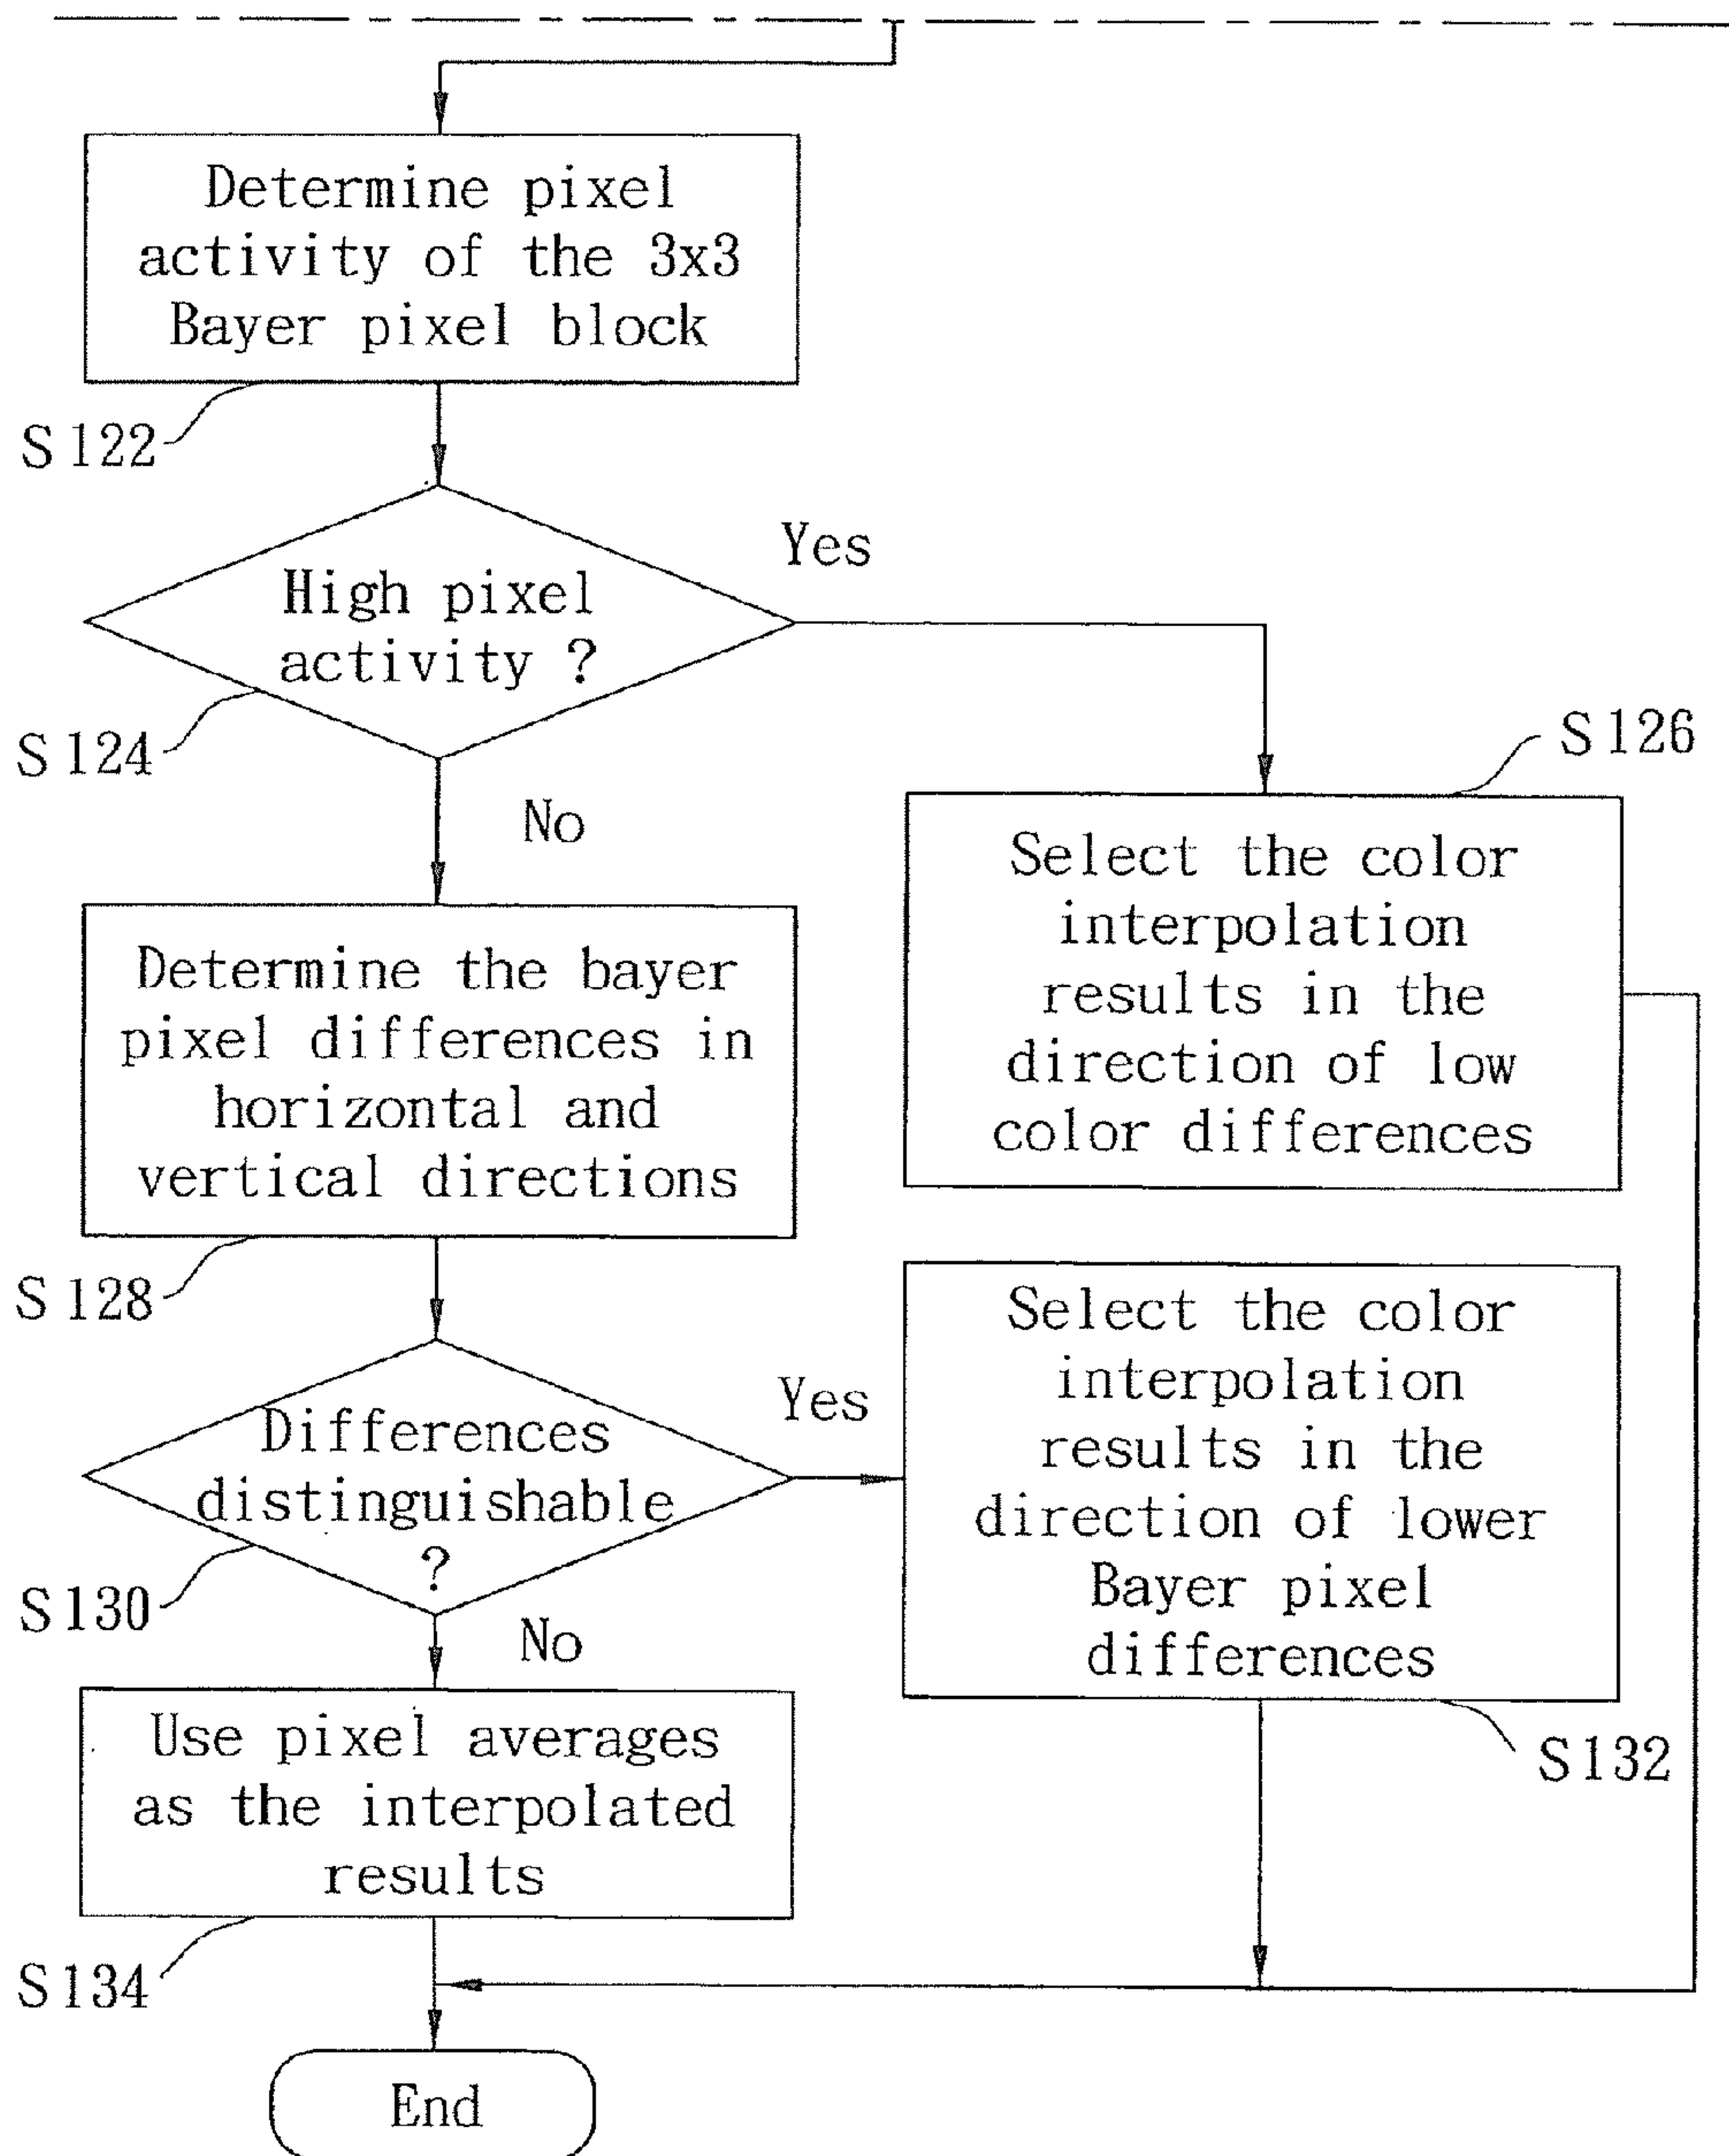 Determine pixel
activity of the 3x3
Bayer pixel block
S122
High pixel
activity ?
Yes
S124
No
S126
Select the color
interpolation
results in the
direction of low
color differences
Determine the bayer
pixel differences in
horizontal and
vertical directions
S128
Differences
distinguishable
?
Yes
S130
No
Select the color
interpolation
results in the
direction of lower
Bayer pixel
differences
S132
Use pixel averages
as the interpolated
results
S134
End